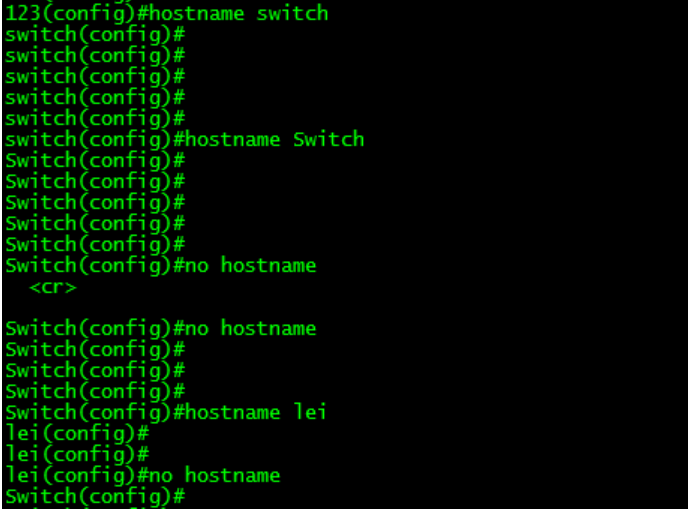 123(config)#hostname switch
switch(config)#
switch(config)#
switch(config)#
switch(config)#
switch(config)#
switch(config)#hostname Switch
Switch(config)#
Switch(config)#
Switch(config)#
Switch(config)#
Switch(config)#
Switch(config)#no hostname
<cr>
Switch(config)#no hostname
Switch(config)#
Switch(config)#
Switch(config)#
Switch(config)#hostname lei
lei(config)#
lei(config)#
lei(config)#no hostname
Switch(config)#